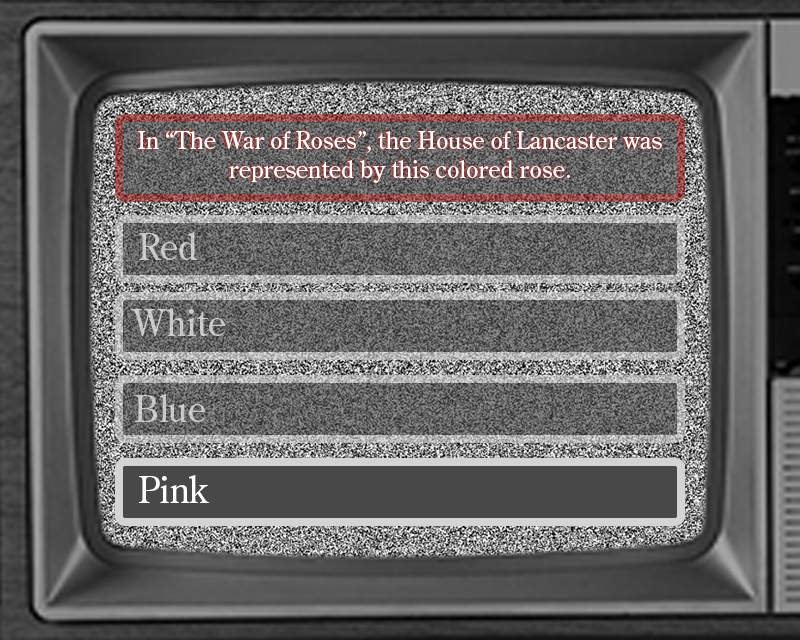 In “The War of Roses”, the House of Lancaster was
represented by this colored rose.
Red
White
Blue
Pink